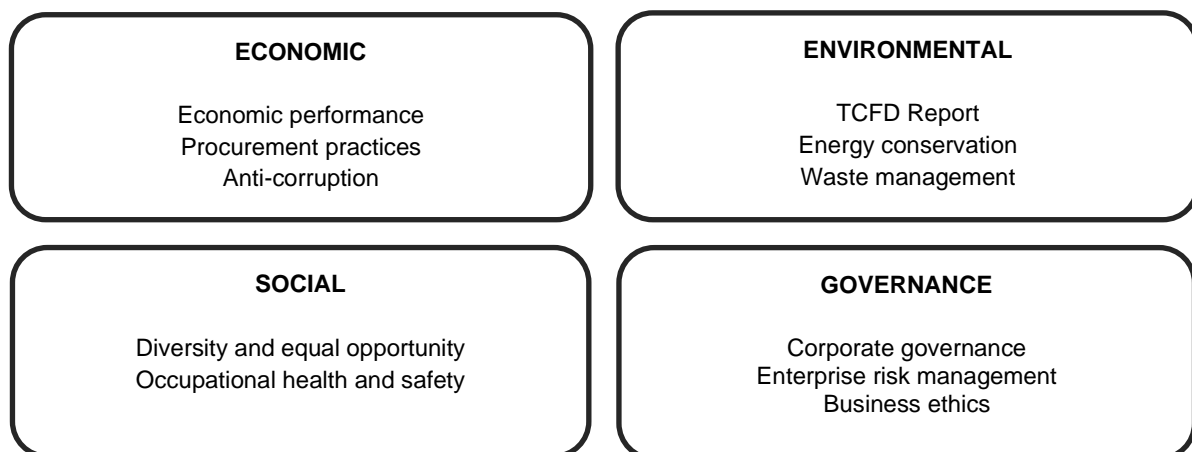 ECONOMIC
Economic performance
Procurement practices
Anti-corruption
ENVIRONMENTAL
TCFD Report
Energy conservation
Waste management
SOCIAL
Diversity and equal opportunity
Occupational health and safety
GOVERNANCE
Corporate governance
Enterprise risk management
Business ethics